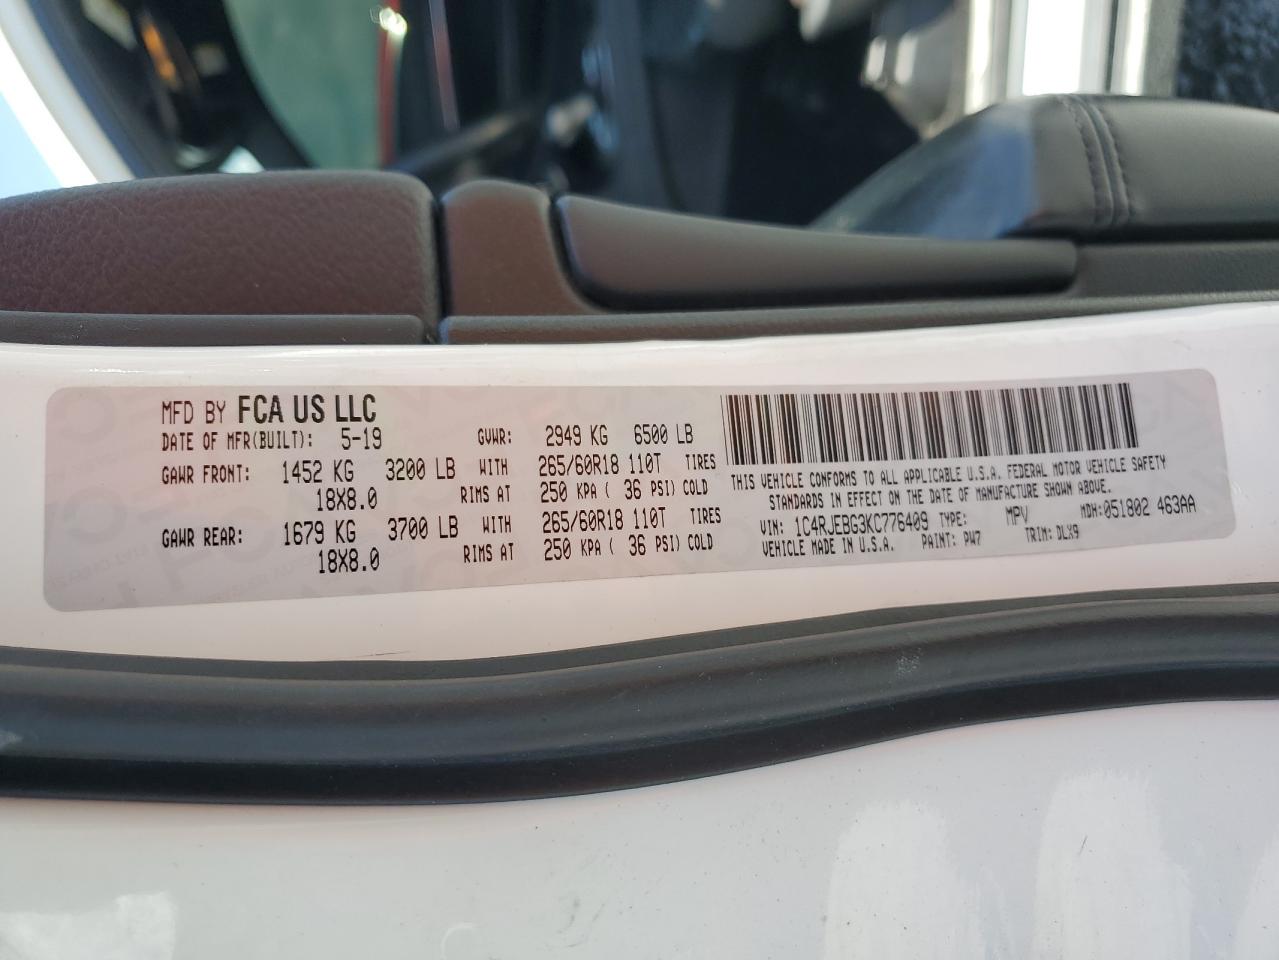 MFD BY FCA US LLC
DATE OF MFR(BUILT): 5-19 GVWR: 2949 KG 6500 LB
GAWR FRONT: 1452 KG 3200 LB WITH 265/60R18 110T TIRES
18X8.0 RIMS AT 250 KPA ( 36 PSI) COLD
GAWR REAR: 1679 KG 3700 LB WITH 265/60R18 110T TIRES
18X8.0 RIMS AT 250 KPA ( 36 PSI) COLD
THIS VEHICLE CONFORMS TO ALL APPLICABLE U.S.A. FEDERAL MOTOR VEHICLE SAFETY
STANDARDS IN EFFECT ON THE DATE OF MANUFACTURE SHOWN ABOVE.
VIN: 1C4RJEBG3KC776409 TYPE: MPV MDH: 051802 463AA
VEHICLE MADE IN U.S.A. PAINT: PW7 TRIM: DLX9